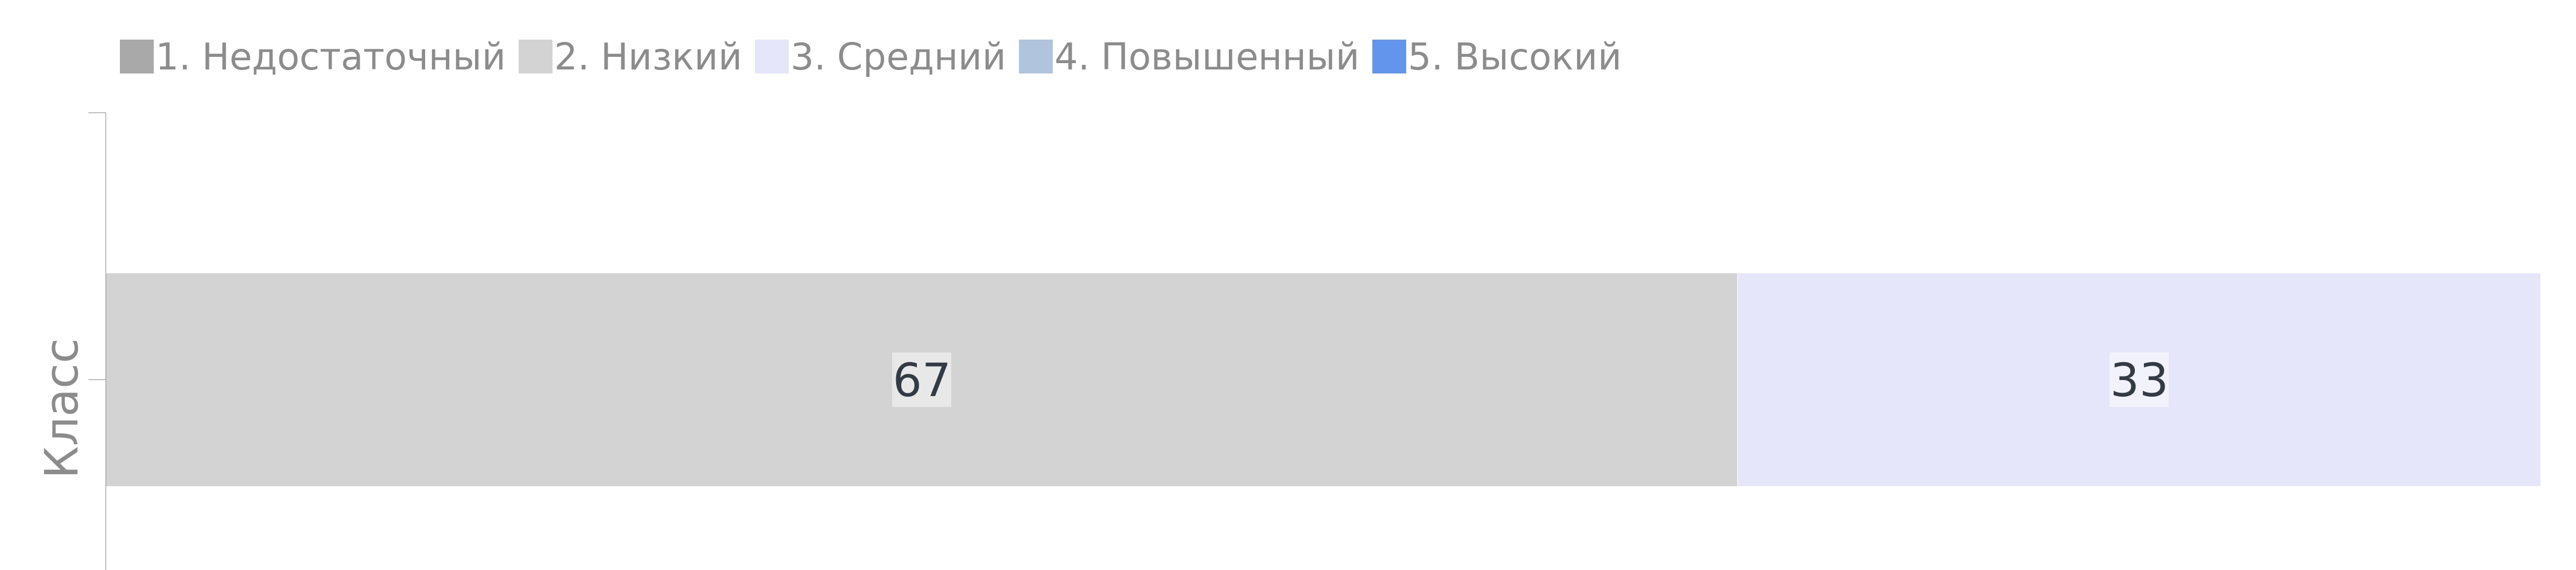 1. Недостаточный 2. Низкий 3. Средний 4. Повышенный 5. Высокий
Класс
67 33